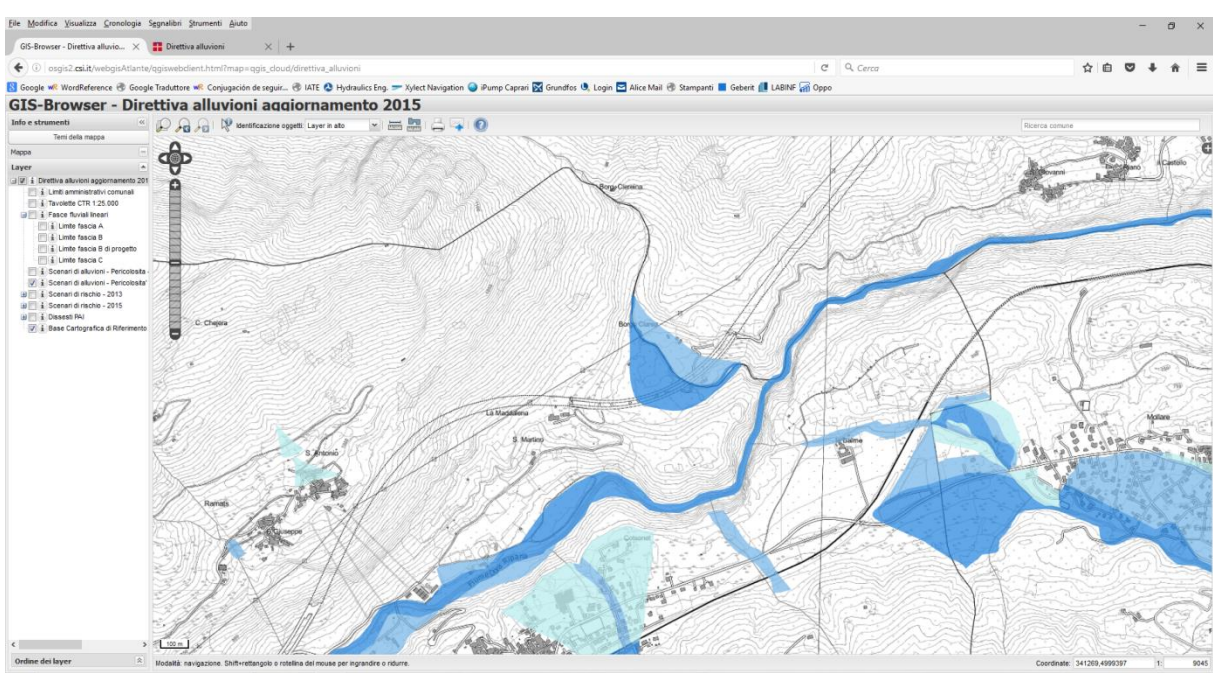 File Modifica Visualizza Cronologia Segnalibri Strumenti Aiuto
GIS-Browser - Direttiva alluvio... Direttiva alluvioni
osgis2.csi.it/webgisAtlante/qgiswebclient.html?map=qgis_cloud/direttiva_alluvioni Cerca
Google WordReference Google Traduttore Conjugación de seguir... IATE Hydraulics Eng. Xylect Navigation iPump Caprari Grundfos Login Alice Mail Stampanti Geberit LABINF Oppo
GIS-Browser - Direttiva alluvioni aggiornamento 2015
Info e strumenti Identificazione oggetti: Layer in alto Ricerca comune
Temi della mappa
Mappa
Layer
Direttiva alluvioni aggiornamento 201
Limiti amministrativi comunali
Tavolette CTR 1:25.000
Fasce fluviali lineari
Limite fascia A
Limite fascia B
Limite fascia B di progetto
Limite fascia C
Scenari di alluvioni - Pericolosita
Scenari di alluvioni - Pericolosita'
Scenari di rischio - 2013
Scenari di rischio - 2015
Dissesti PAI
Base Cartografica di Riferimento
S. Giovanni
C. Chajera
La Maddalena
S. Antonio
Ramats
S. Giuseppe
Mollare
100 m
Ordine dei layer
Modalità: navigazione. Shift+rettangolo o rotellina del mouse per ingrandire o ridurre. Coordinate: 341269,4999397 1: 9045